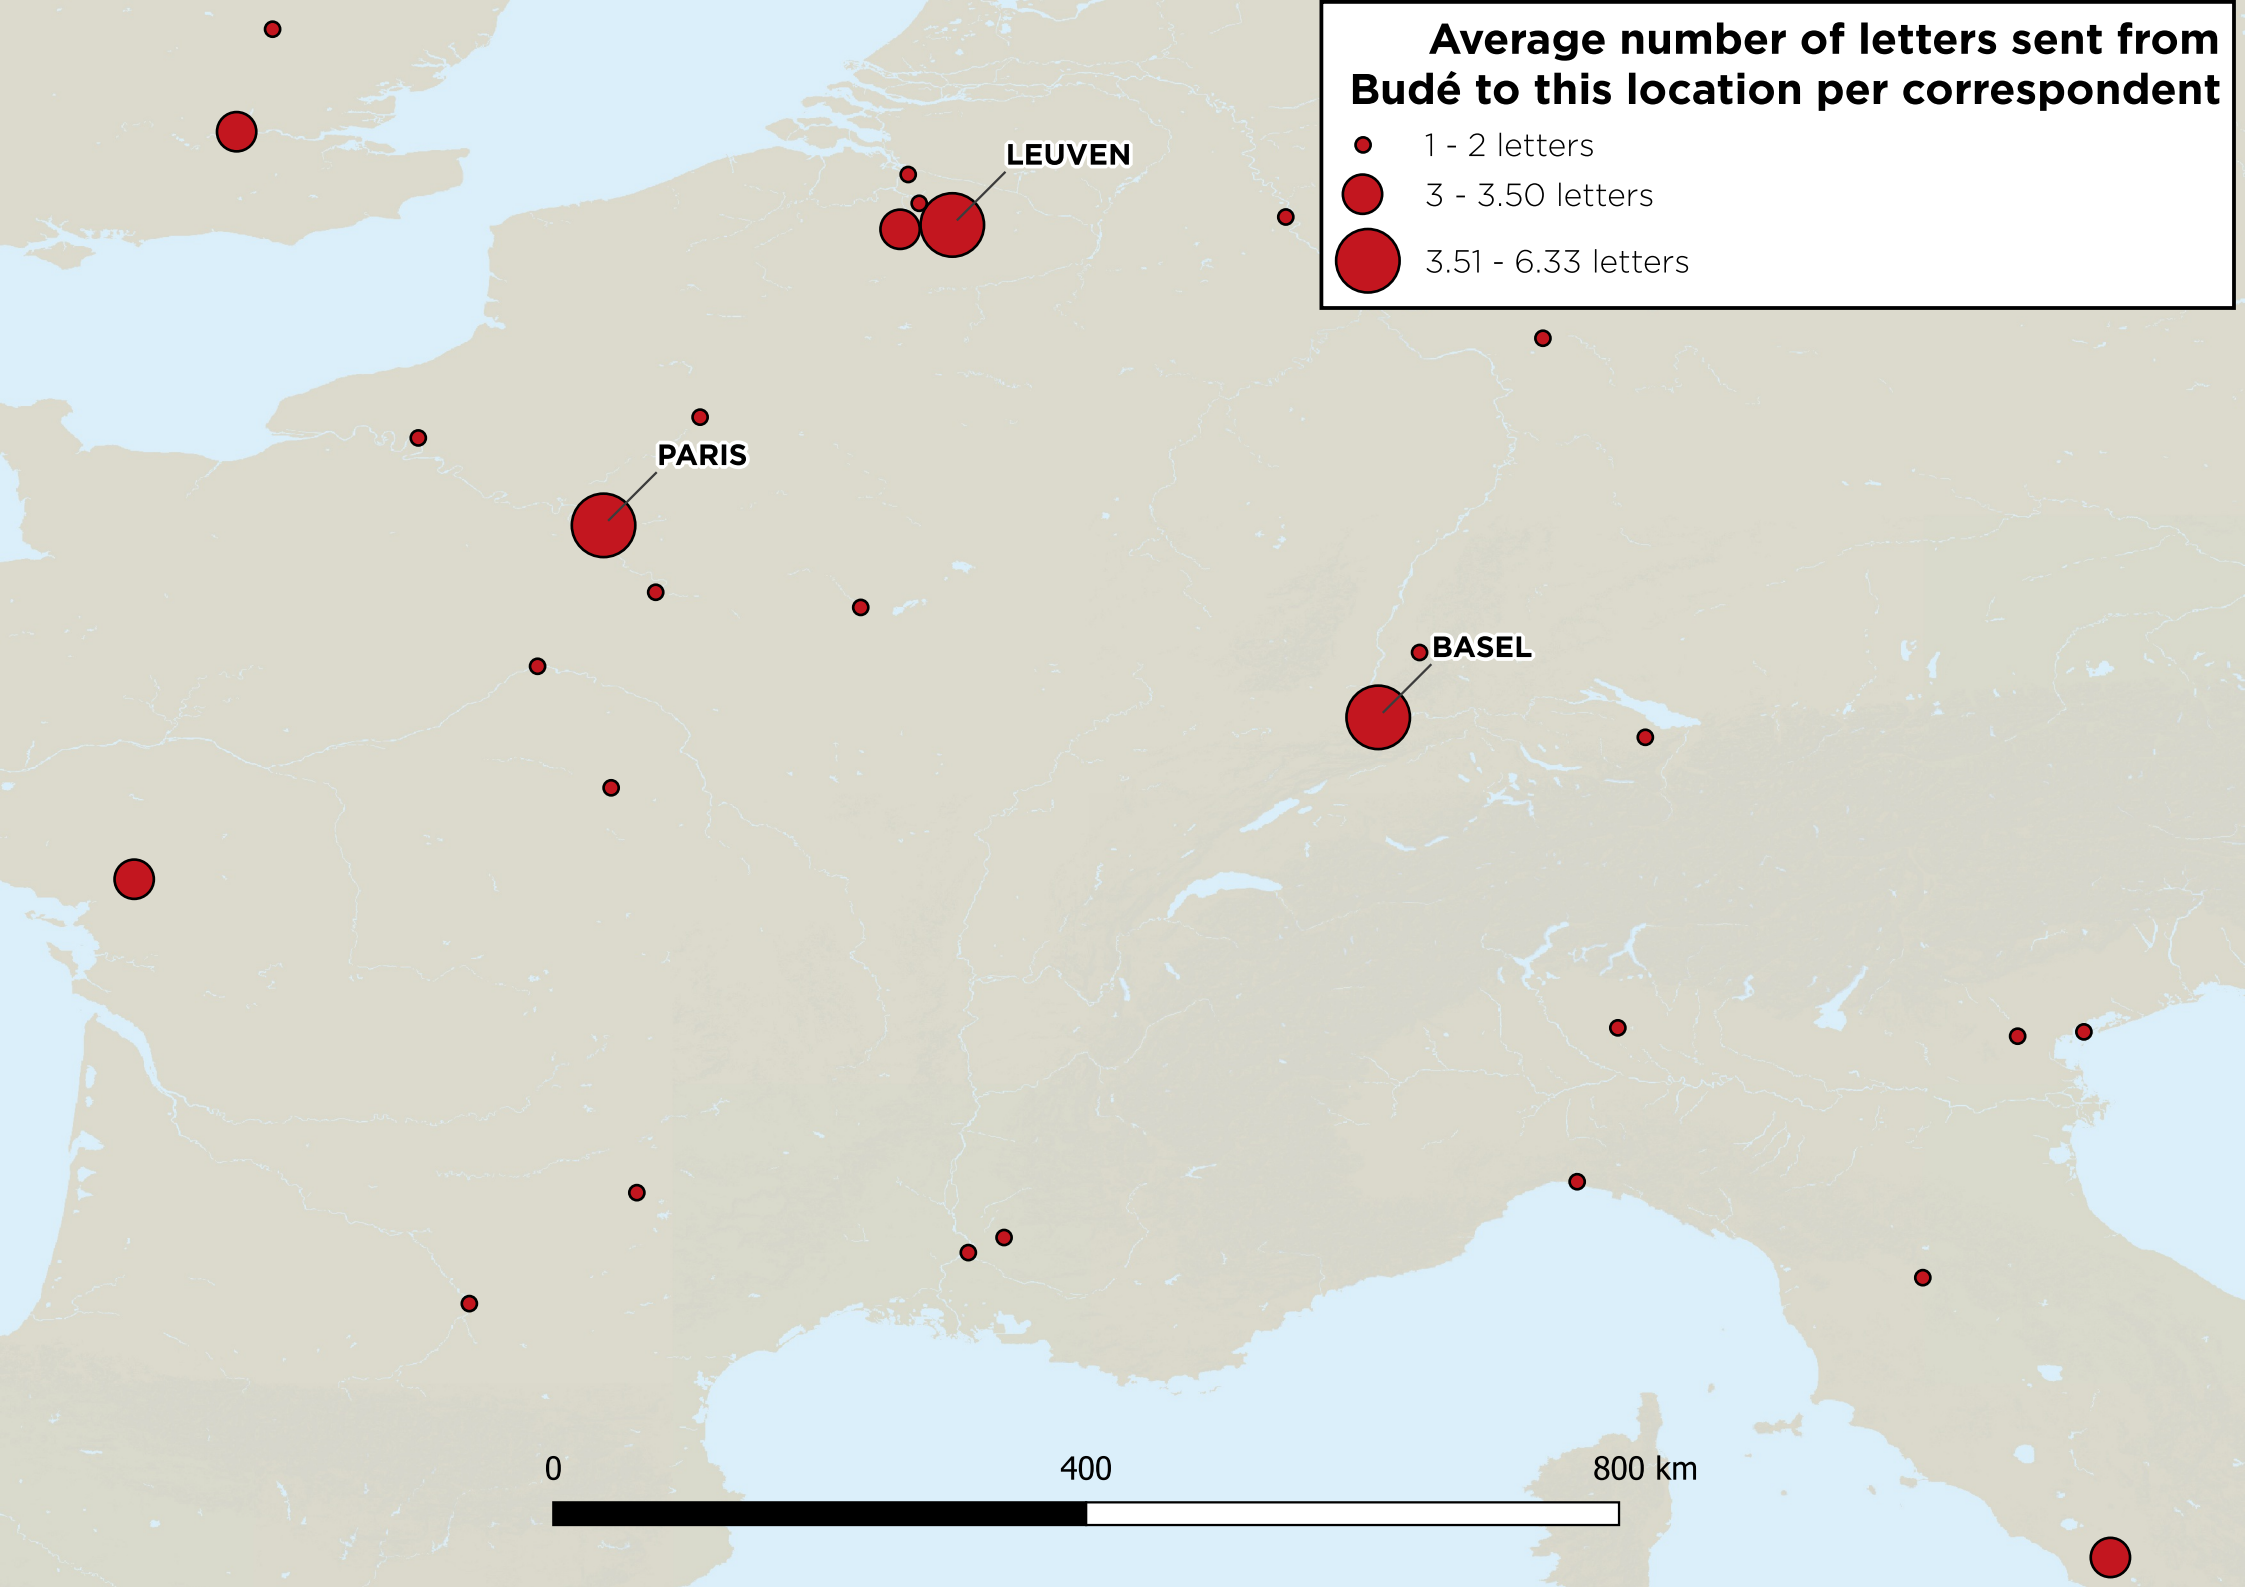 Average number of letters sent from
Budé to this location per correspondent
1 - 2 letters
3 - 3.50 letters
3.51 - 6.33 letters
LEUVEN
PARIS
BASEL
0 400 800 km